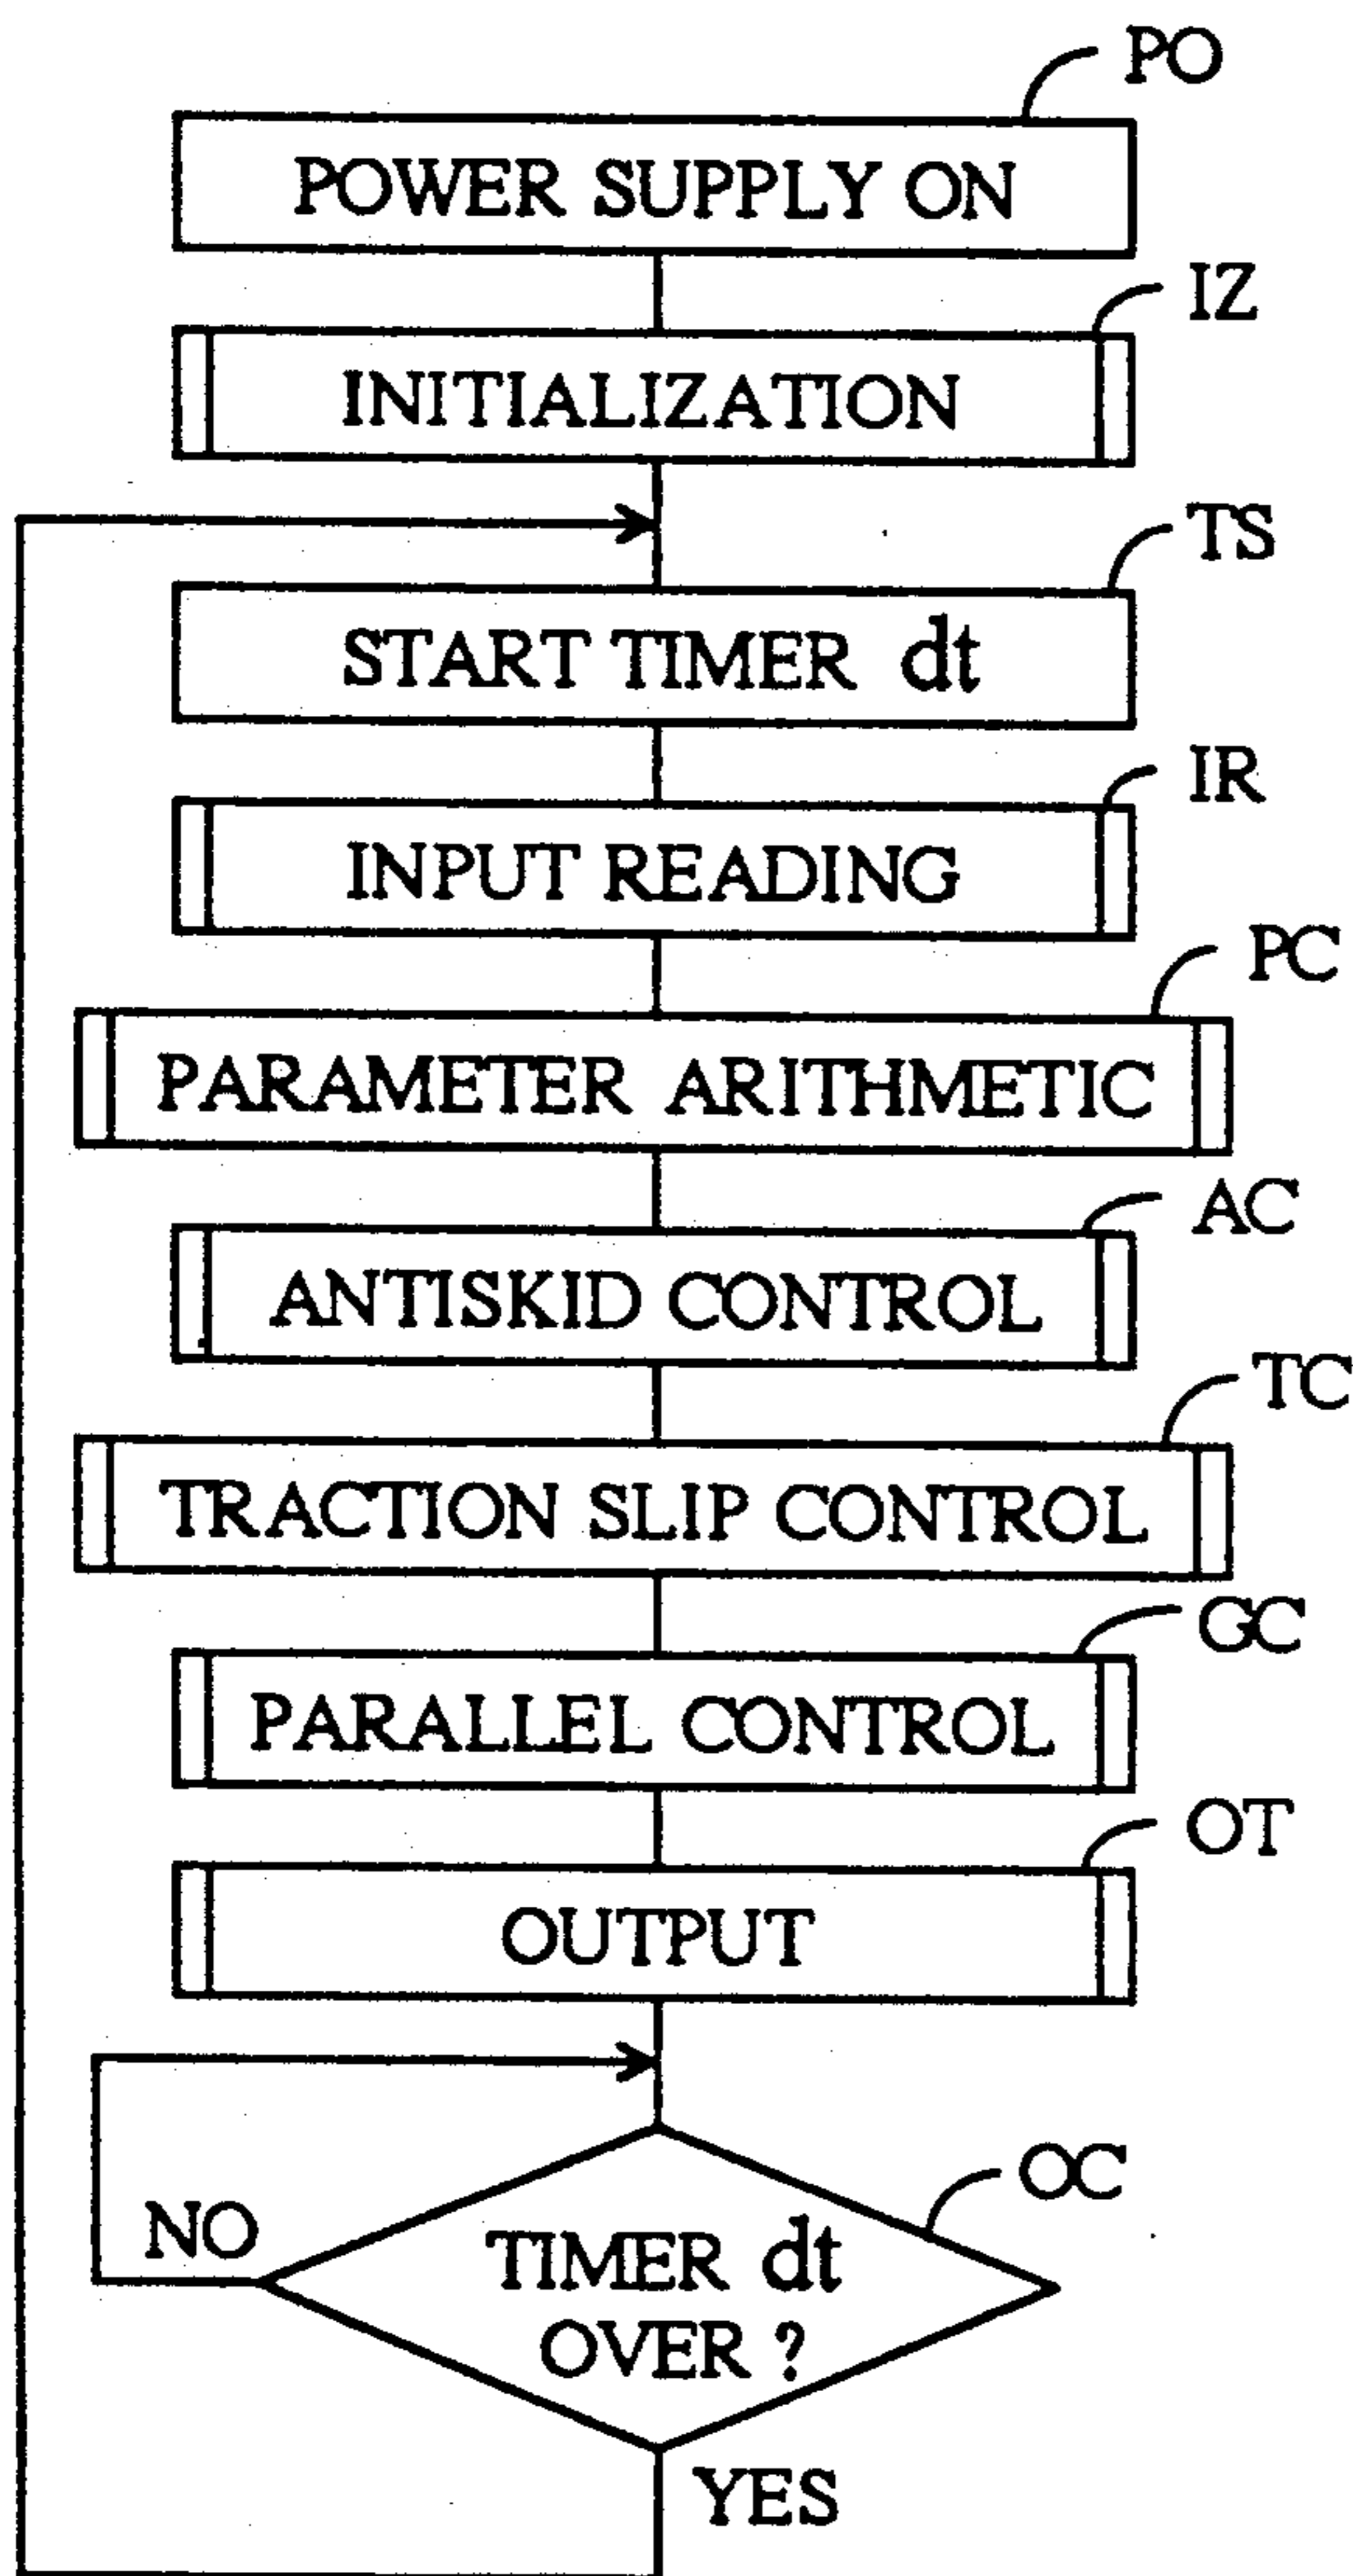 PO
POWER SUPPLY ON
IZ
INITIALIZATION
TS
START TIMER dt
IR
INPUT READING
PC
PARAMETER ARITHMETIC
AC
ANTISKID CONTROL
TC
TRACTION SLIP CONTROL
GC
PARALLEL CONTROL
OT
OUTPUT
OC
NO
TIMER dt
OVER ?
YES